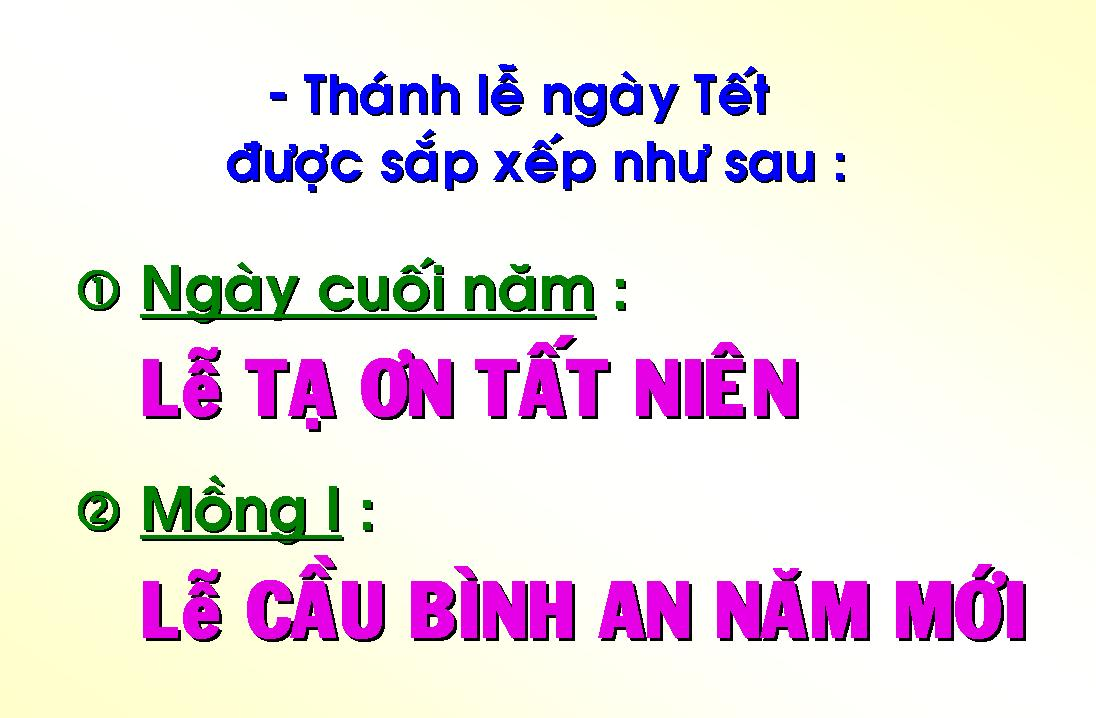 - Thánh lễ ngày Tết
được sắp xếp như sau :
① Ngày cuối năm :
Lễ TẠ ƠN TẤT NIÊN
② Mồng I :
Lễ CẦU BÌNH AN NĂM MỚI